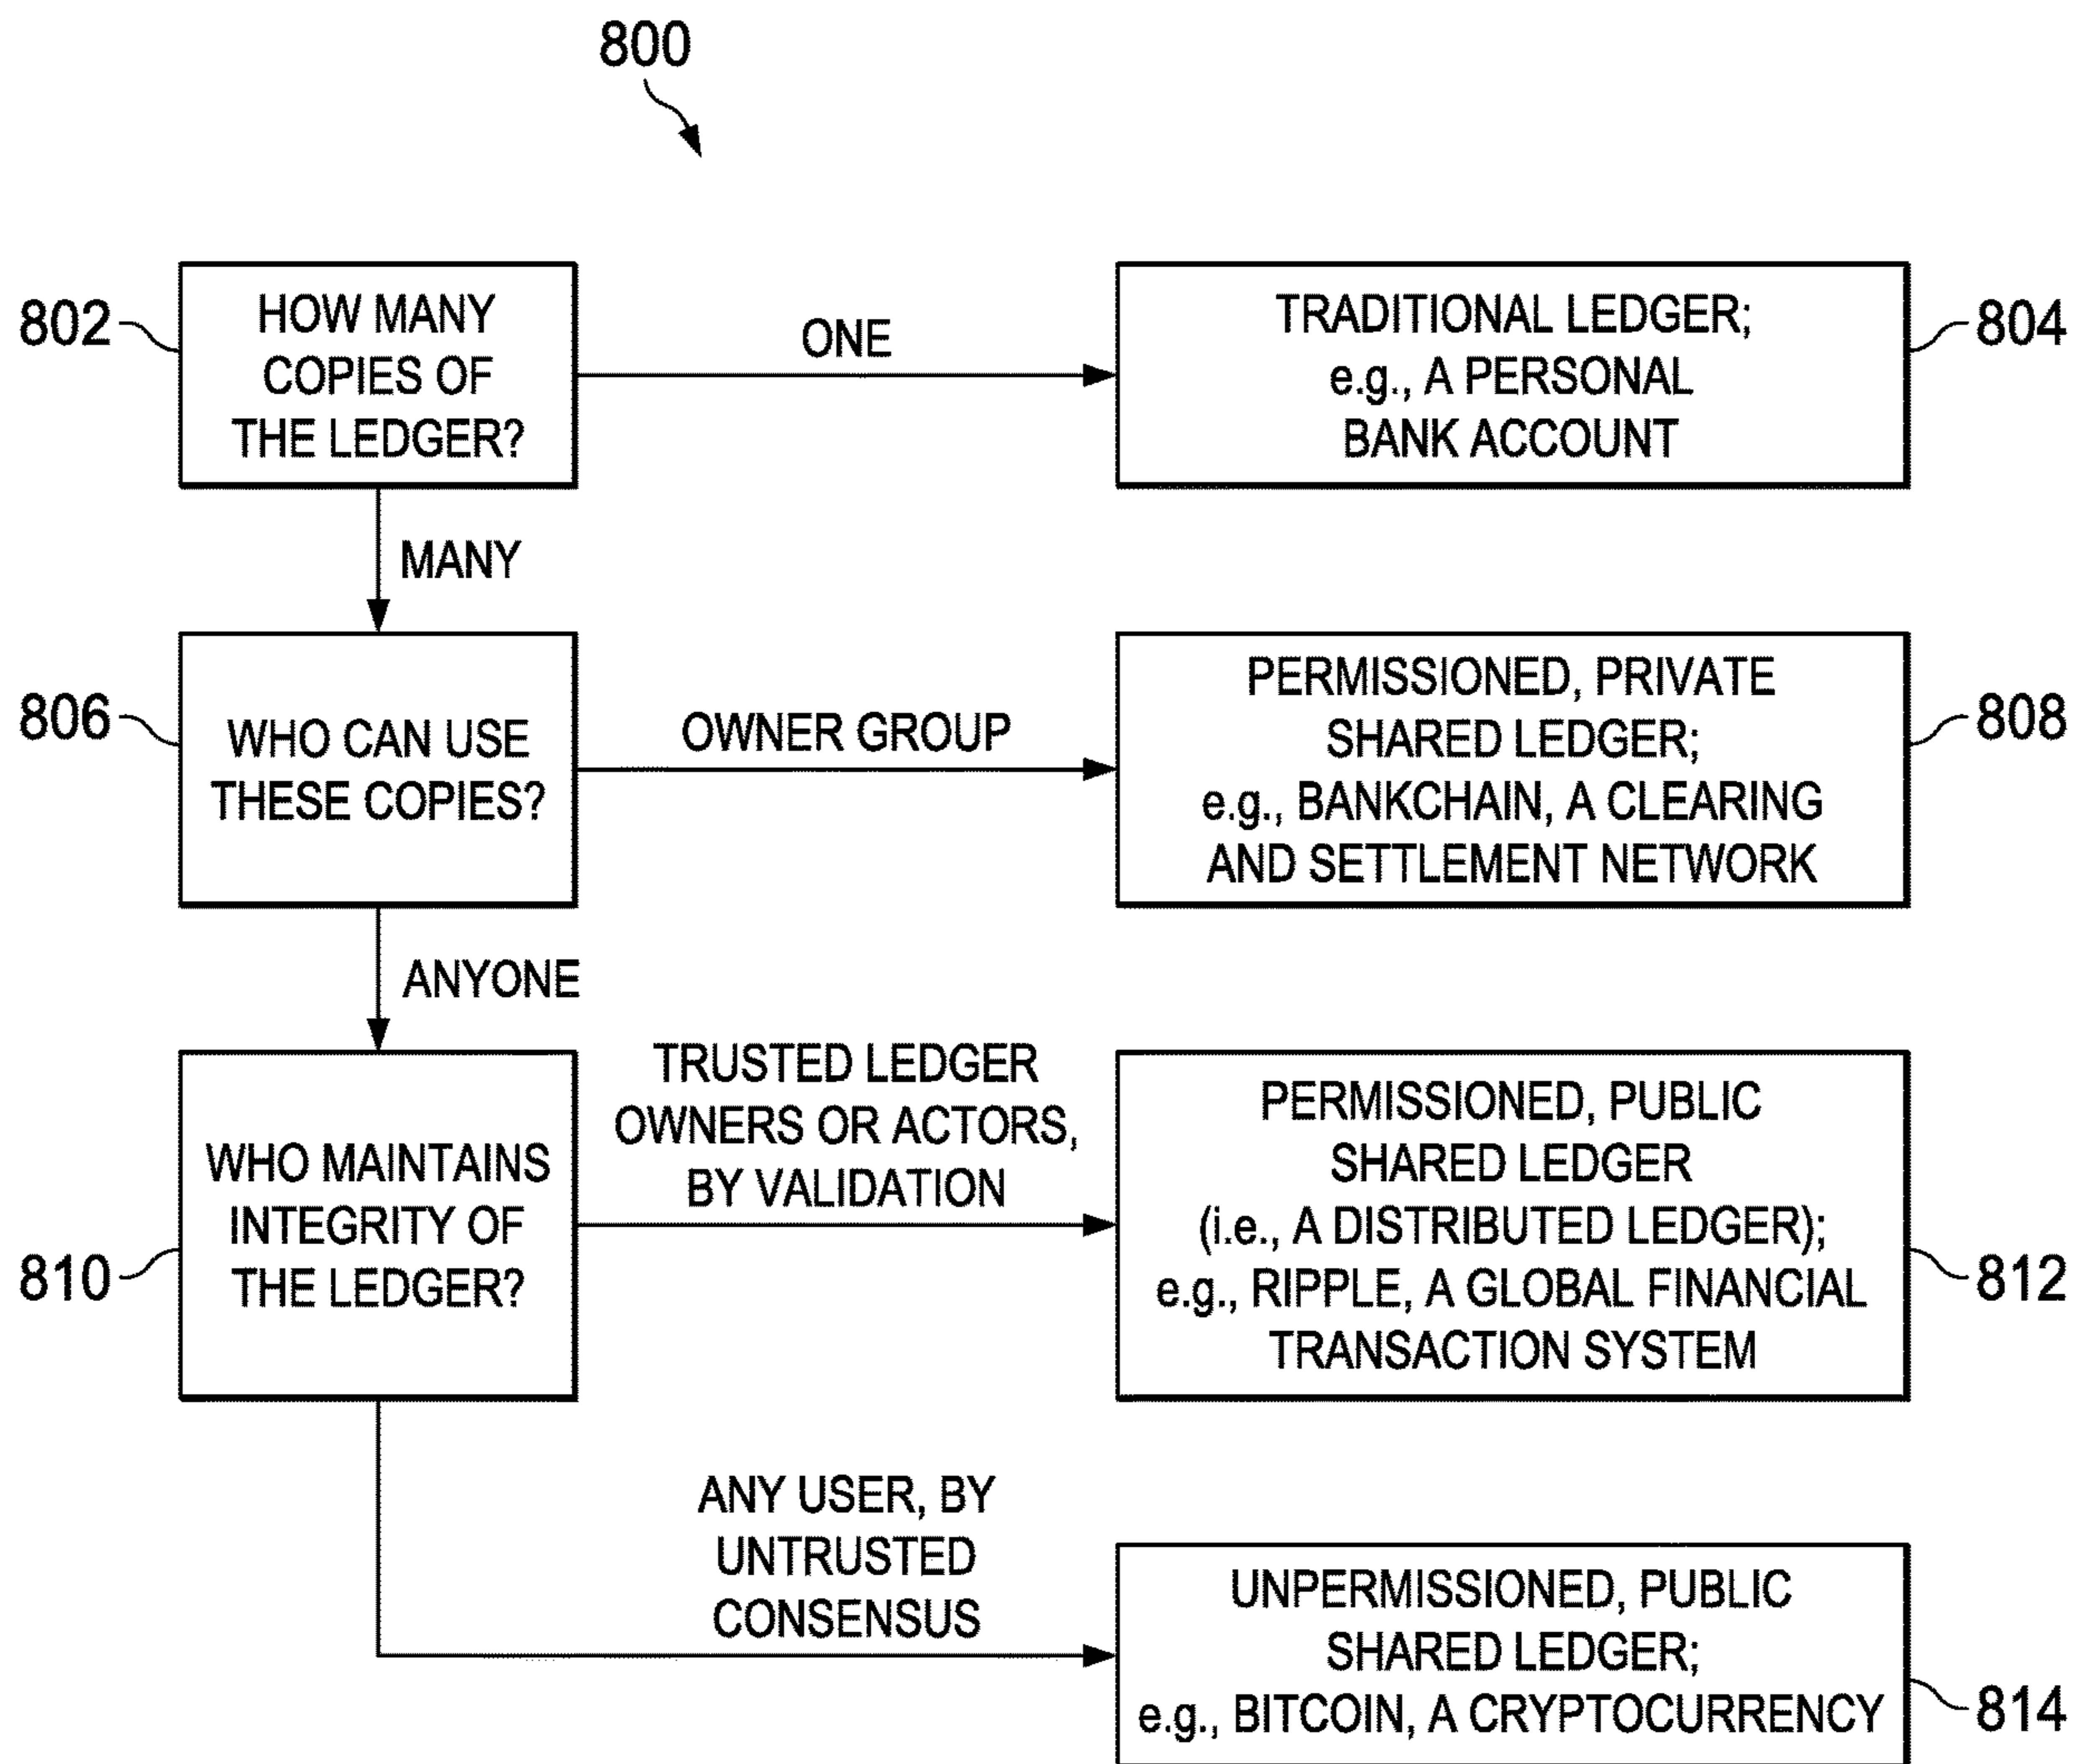 800
802
HOW MANY
COPIES OF
THE LEDGER?
ONE
TRADITIONAL LEDGER;
e.g., A PERSONAL
BANK ACCOUNT
804
MANY
806
WHO CAN USE
THESE COPIES?
OWNER GROUP
PERMISSIONED, PRIVATE
SHARED LEDGER;
e.g., BANKCHAIN, A CLEARING
AND SETTLEMENT NETWORK
808
ANYONE
810
WHO MAINTAINS
INTEGRITY OF
THE LEDGER?
TRUSTED LEDGER
OWNERS OR ACTORS,
BY VALIDATION
PERMISSIONED, PUBLIC
SHARED LEDGER
(i.e., A DISTRIBUTED LEDGER);
e.g., RIPPLE, A GLOBAL FINANCIAL
TRANSACTION SYSTEM
812
ANY USER, BY
UNTRUSTED
CONSENSUS
UNPERMISSIONED, PUBLIC
SHARED LEDGER;
e.g., BITCOIN, A CRYPTOCURRENCY
814